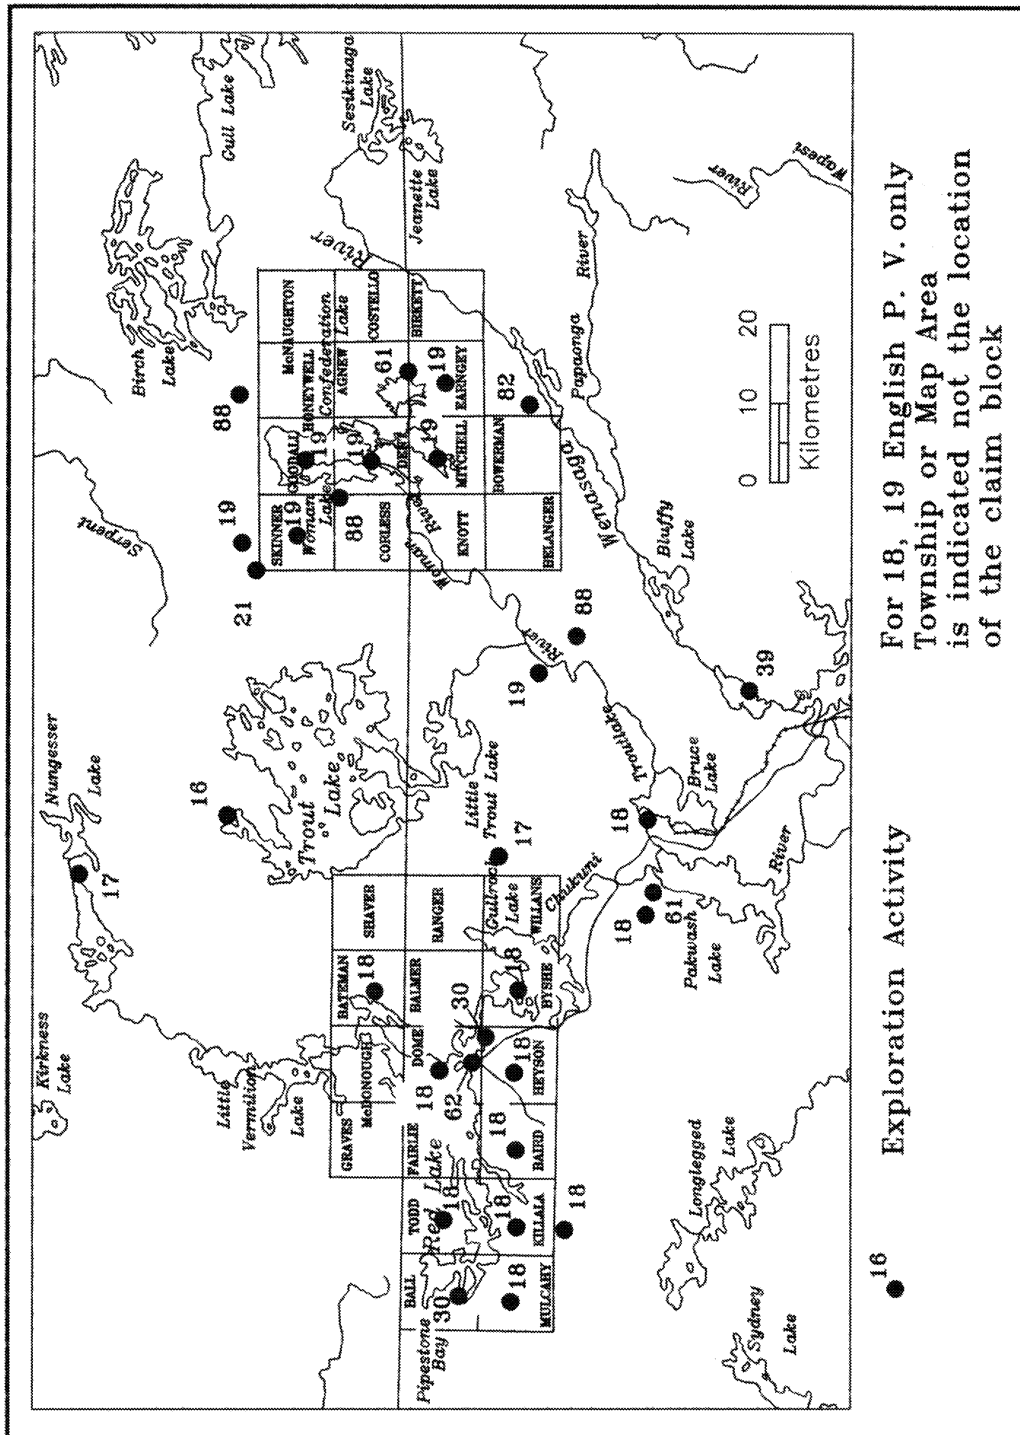 Kirkness
Lake
Nungesser
Lake
17
Little
Vermilion
Lake
16
Trout
Lake
Serpent
Birch
Lake
Gull Lake
Sesikinaga
Lake
Jeanette
Lake
River
88
19
21
SKINNER
19
Woman
Lake
88
CORLESS
GOODALL
19
19
DENT
HONEYWELL
Confederation
Lake
AGNEW
McNAUGHTON
COSTELLO
61
19
EARNGEY
BIRKETT
19
MITCHELL
Woman
River
KNOTT
BELANGER
BOWERMAN
82
Wenasaga
Papaonga
River
Wapesi
River
Bluffy
Lake
39
88
19
River
Troutlake
Bruce
Lake
18
Little
Trout Lake
17
Gullrock
Lake
WILLANS
Chukuni
18
61
Pakwash
Lake
River
GRAVES
McDONOUGH
BATEMAN
18
SHAVER
BALL
TODD
FAIRLIE
DOME
BALMER
RANGER
Red Lake
Pipestone
Bay
30
18
62
18
30
18
MULCAHY
18
KILLALA
18
BAIRD
18
HEYSON
18
BYSHE
18
Longlegged
Lake
Sydney
Lake
0
10
20
Kilometres
16
Exploration Activity
For 18, 19 English P. V. only
Township or Map Area
is indicated not the location
of the claim block